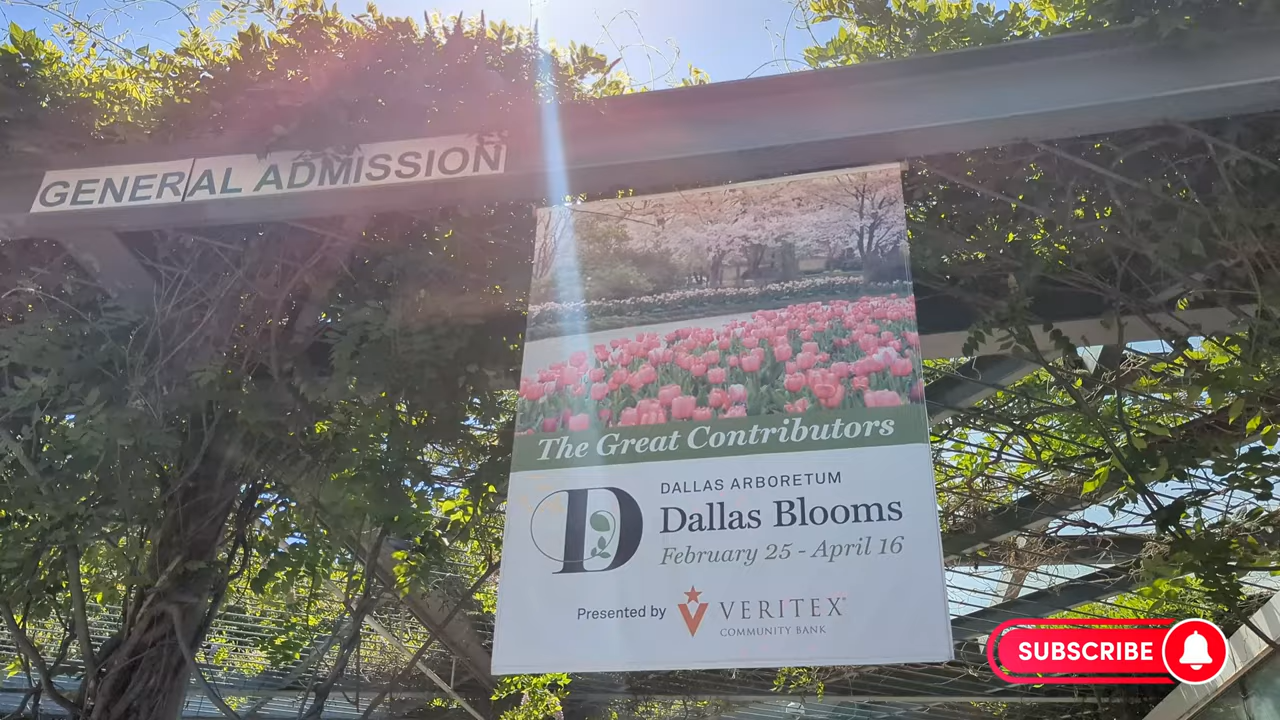 GENERAL ADMISSION
The Great Contributors
DALLAS ARBORETUM
Dallas Blooms
February 25 - April 16
Presented by VERITEX
COMMUNITY BANK
SUBSCRIBE